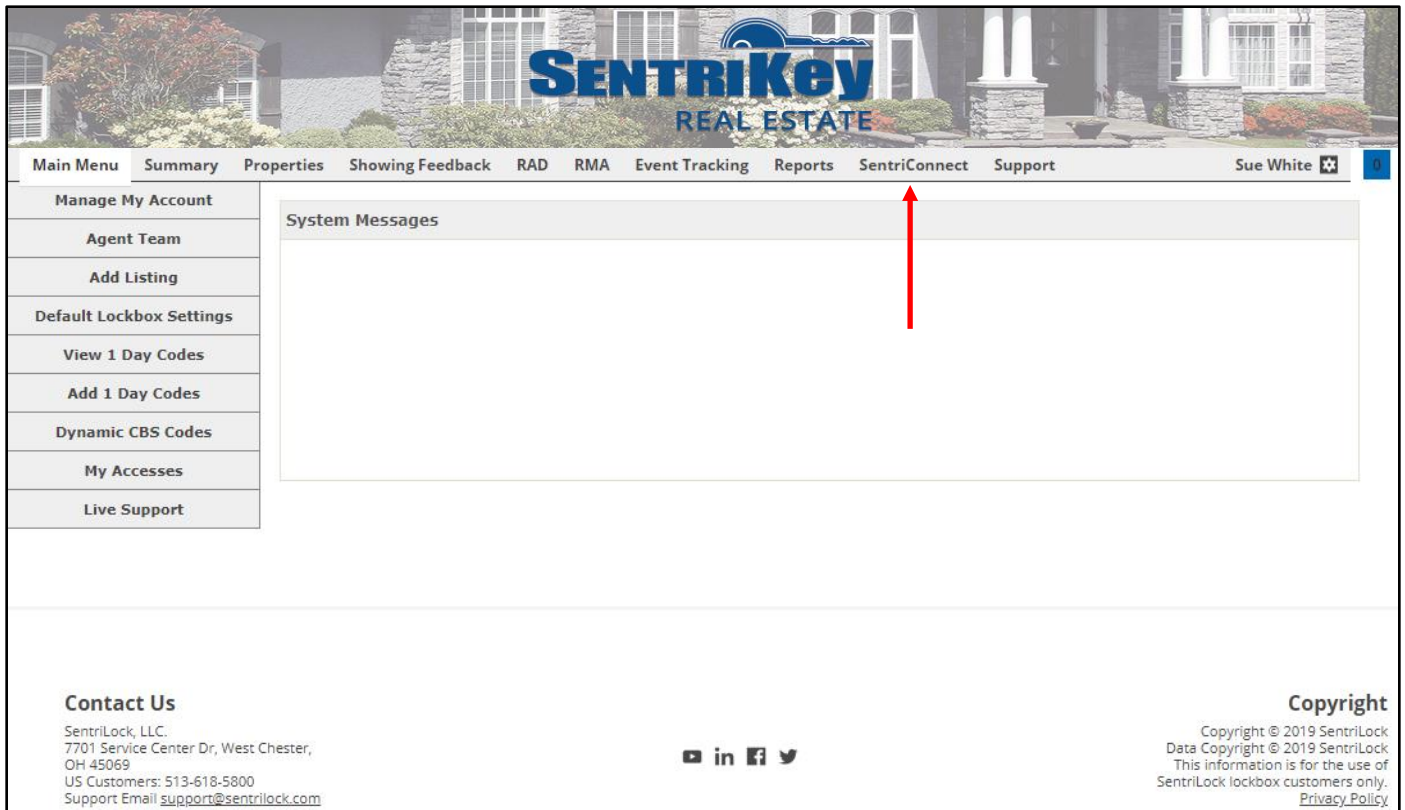 SENTRIKEY
REAL ESTATE
Main Menu Summary Properties Showing Feedback RAD RMA Event Tracking Reports SentriConnect Support Sue White 0
Manage My Account
Agent Team
Add Listing
Default Lockbox Settings
View 1 Day Codes
Add 1 Day Codes
Dynamic CBS Codes
My Accesses
Live Support
System Messages
Contact Us
SentriLock, LLC.
7701 Service Center Dr, West Chester,
OH 45069
US Customers: 513-618-5800
Support Email support@sentrilock.com
Copyright
Copyright © 2019 SentriLock
Data Copyright © 2019 SentriLock
This information is for the use of
SentriLock lockbox customers only.
Privacy Policy